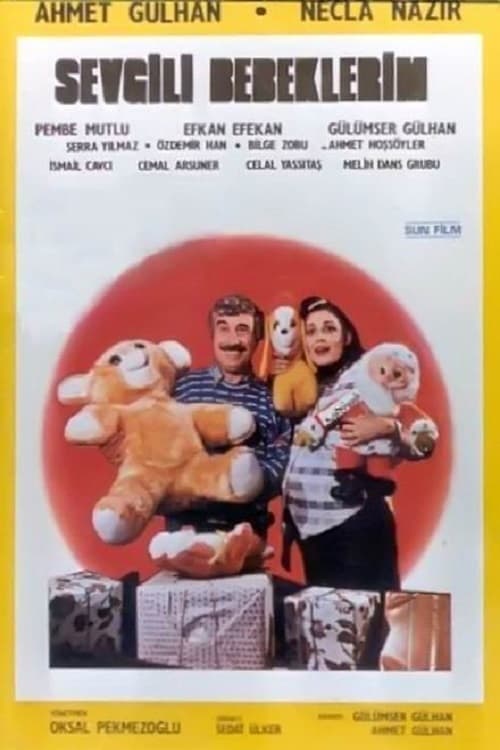 AHMET GÜLHAN • NECLA NAZIR
SEVGİLİ BEBEKLERİM
PEMBE MUTLU EFKAN EFEKAN GÜLÜMSER GÜLHAN
SERRA YILMAZ • ÖZDEMİR HAN • BİLGE ZOBU • AHMET HOŞSÖYLER
İSMAİL CAVCI CEMAL ARSUNER CELAL YASSITAŞ MELİH DANS GRUBU
SUN FİLM
YÖNETMEN
OKSAL PEKMEZOĞLU SEDAT ÜLKER GÜLÜMSER GÜLHAN
AHMET GÜLHAN